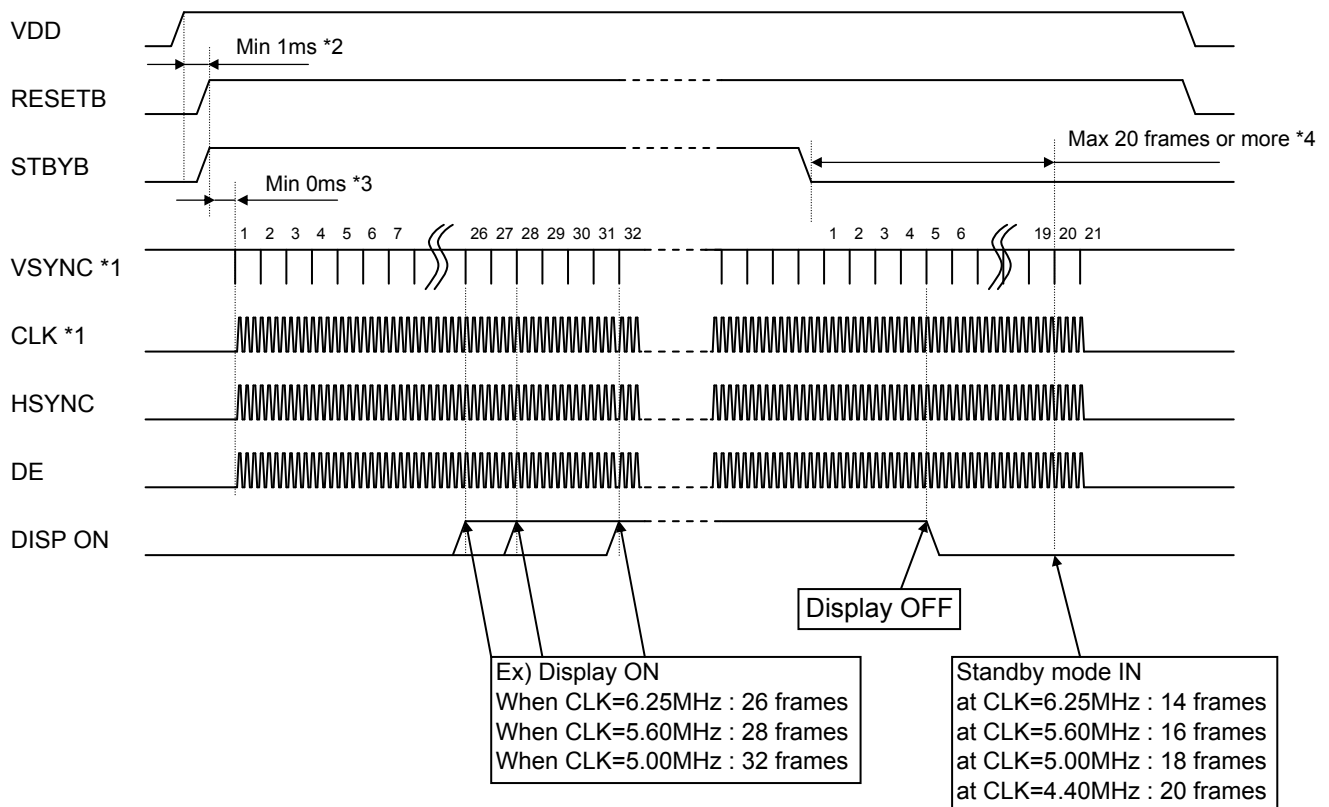 VDD
Min 1ms *2
RESETB
Max 20 frames or more *4
STBYB
Min 0ms *3
1 2 3 4 5 6 7 26 27 28 29 30 31 32 1 2 3 4 5 6 19 20 21
VSYNC *1
CLK *1
HSYNC
DE
DISP ON
Display OFF
Ex) Display ON
When CLK=6.25MHz : 26 frames
When CLK=5.60MHz : 28 frames
When CLK=5.00MHz : 32 frames
Standby mode IN
at CLK=6.25MHz : 14 frames
at CLK=5.60MHz : 16 frames
at CLK=5.00MHz : 18 frames
at CLK=4.40MHz : 20 frames